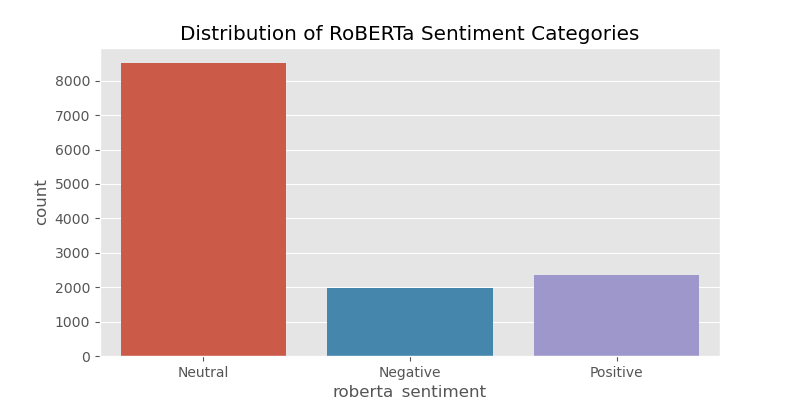 Distribution of RoBERTa Sentiment Categories
8000
7000
6000
5000
4000
3000
2000
1000
0
count
Neutral
Negative
Positive
roberta_sentiment